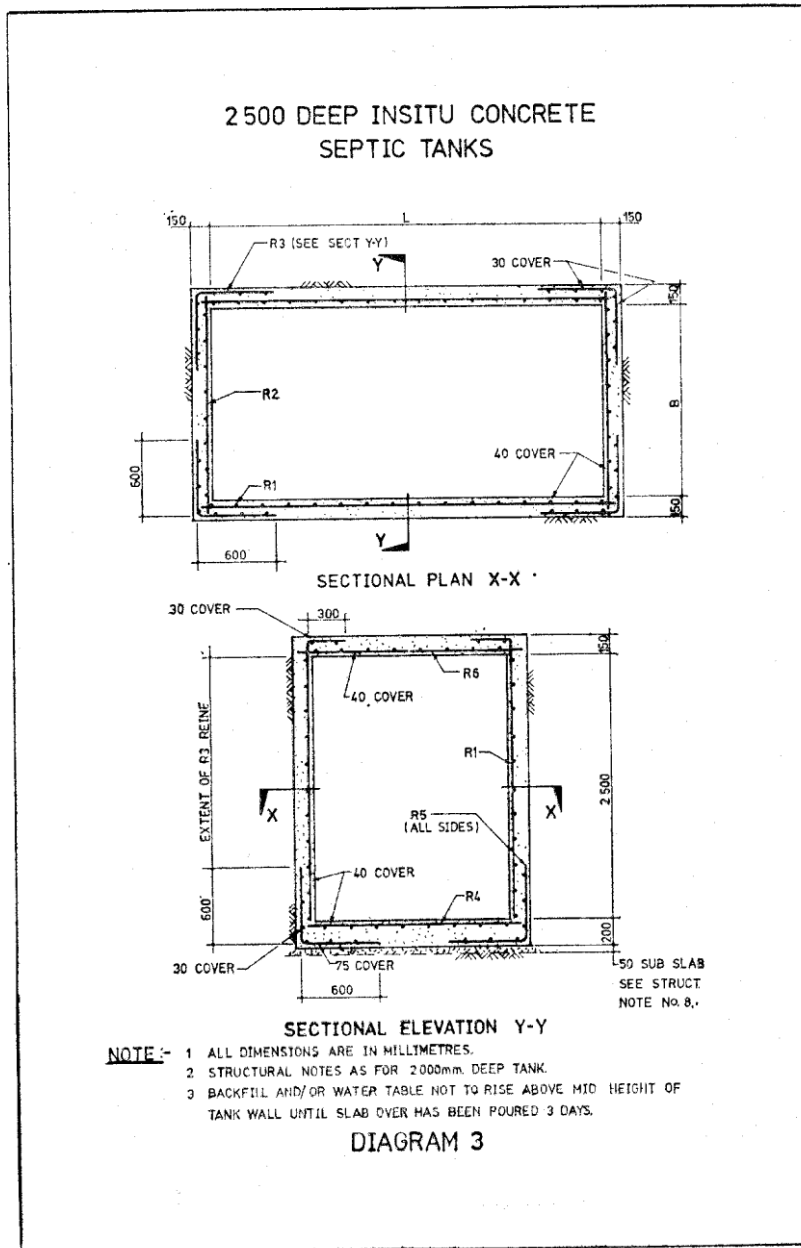 2500 DEEP INSITU CONCRETE
SEPTIC TANKS
150
L
150
R3 (SEE SECT Y-Y)
Y
30 COVER
150
R2
B
600
40 COVER
R1
150
Y
600
SECTIONAL PLAN X-X
30 COVER
300
150
R6
40 COVER
EXTENT OF R3 REINF
R1
2500
X
X
R5
(ALL SIDES)
40 COVER
R4
600
200
30 COVER
75 COVER
50 SUB SLAB
SEE STRUCT
NOTE No. 8.
600
SECTIONAL ELEVATION Y-Y
NOTE:- 1 ALL DIMENSIONS ARE IN MILLIMETRES.
2 STRUCTURAL NOTES AS FOR 2000mm. DEEP TANK.
3 BACKFILL AND/OR WATER TABLE NOT TO RISE ABOVE MID HEIGHT OF
TANK WALL UNTIL SLAB OVER HAS BEEN POURED 3 DAYS.
DIAGRAM 3